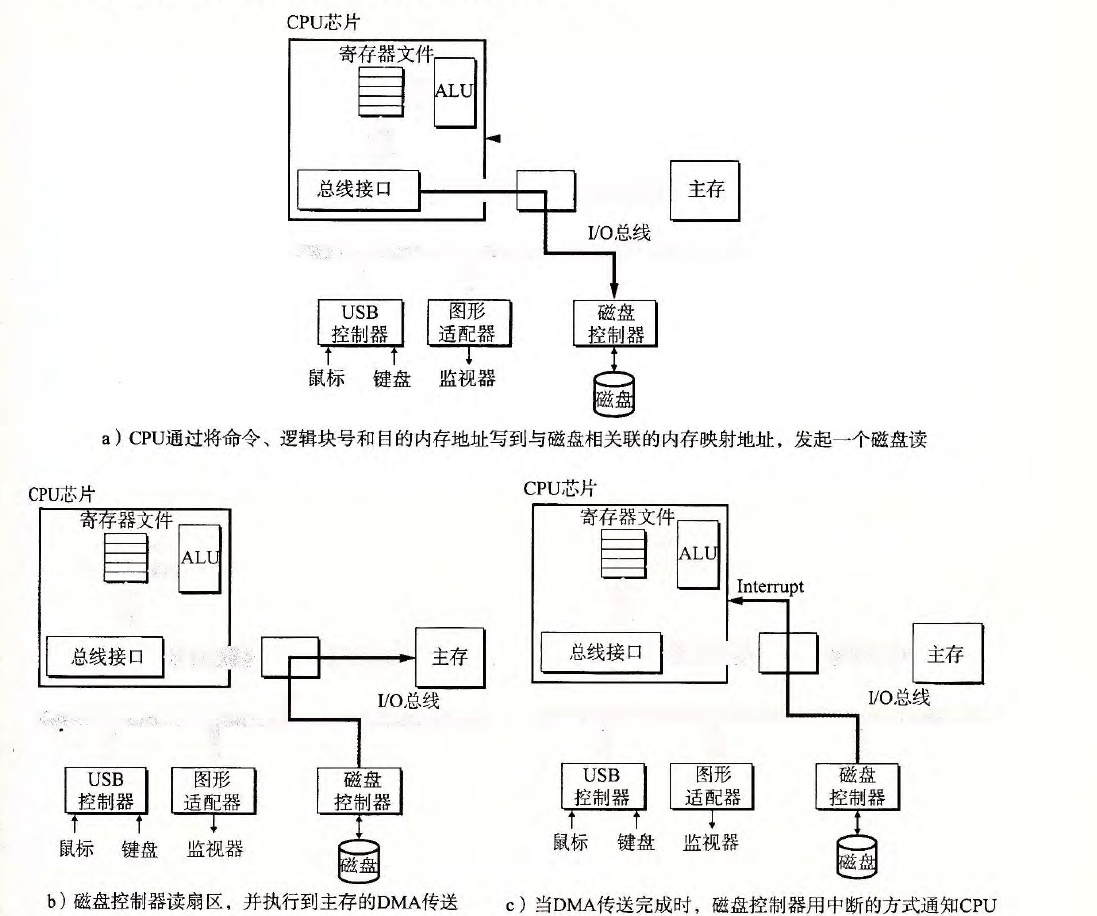 CPU芯片
寄存器文件
ALU
总线接口
主存
I/O总线
USB
控制器
图形
适配器
磁盘
控制器
鼠标
键盘
监视器
磁盘
a）CPU通过将命令、逻辑块号和目的内存地址写到与磁盘相关联的内存映射地址，发起一个磁盘读
CPU芯片
寄存器文件
ALU
总线接口
主存
I/O总线
USB
控制器
图形
适配器
磁盘
控制器
鼠标
键盘
监视器
磁盘
b）磁盘控制器读扇区，并执行到主存的DMA传送
CPU芯片
寄存器文件
ALU
Interrupt
总线接口
主存
I/O总线
USB
控制器
图形
适配器
磁盘
控制器
鼠标
键盘
监视器
磁盘
c）当DMA传送完成时，磁盘控制器用中断的方式通知CPU